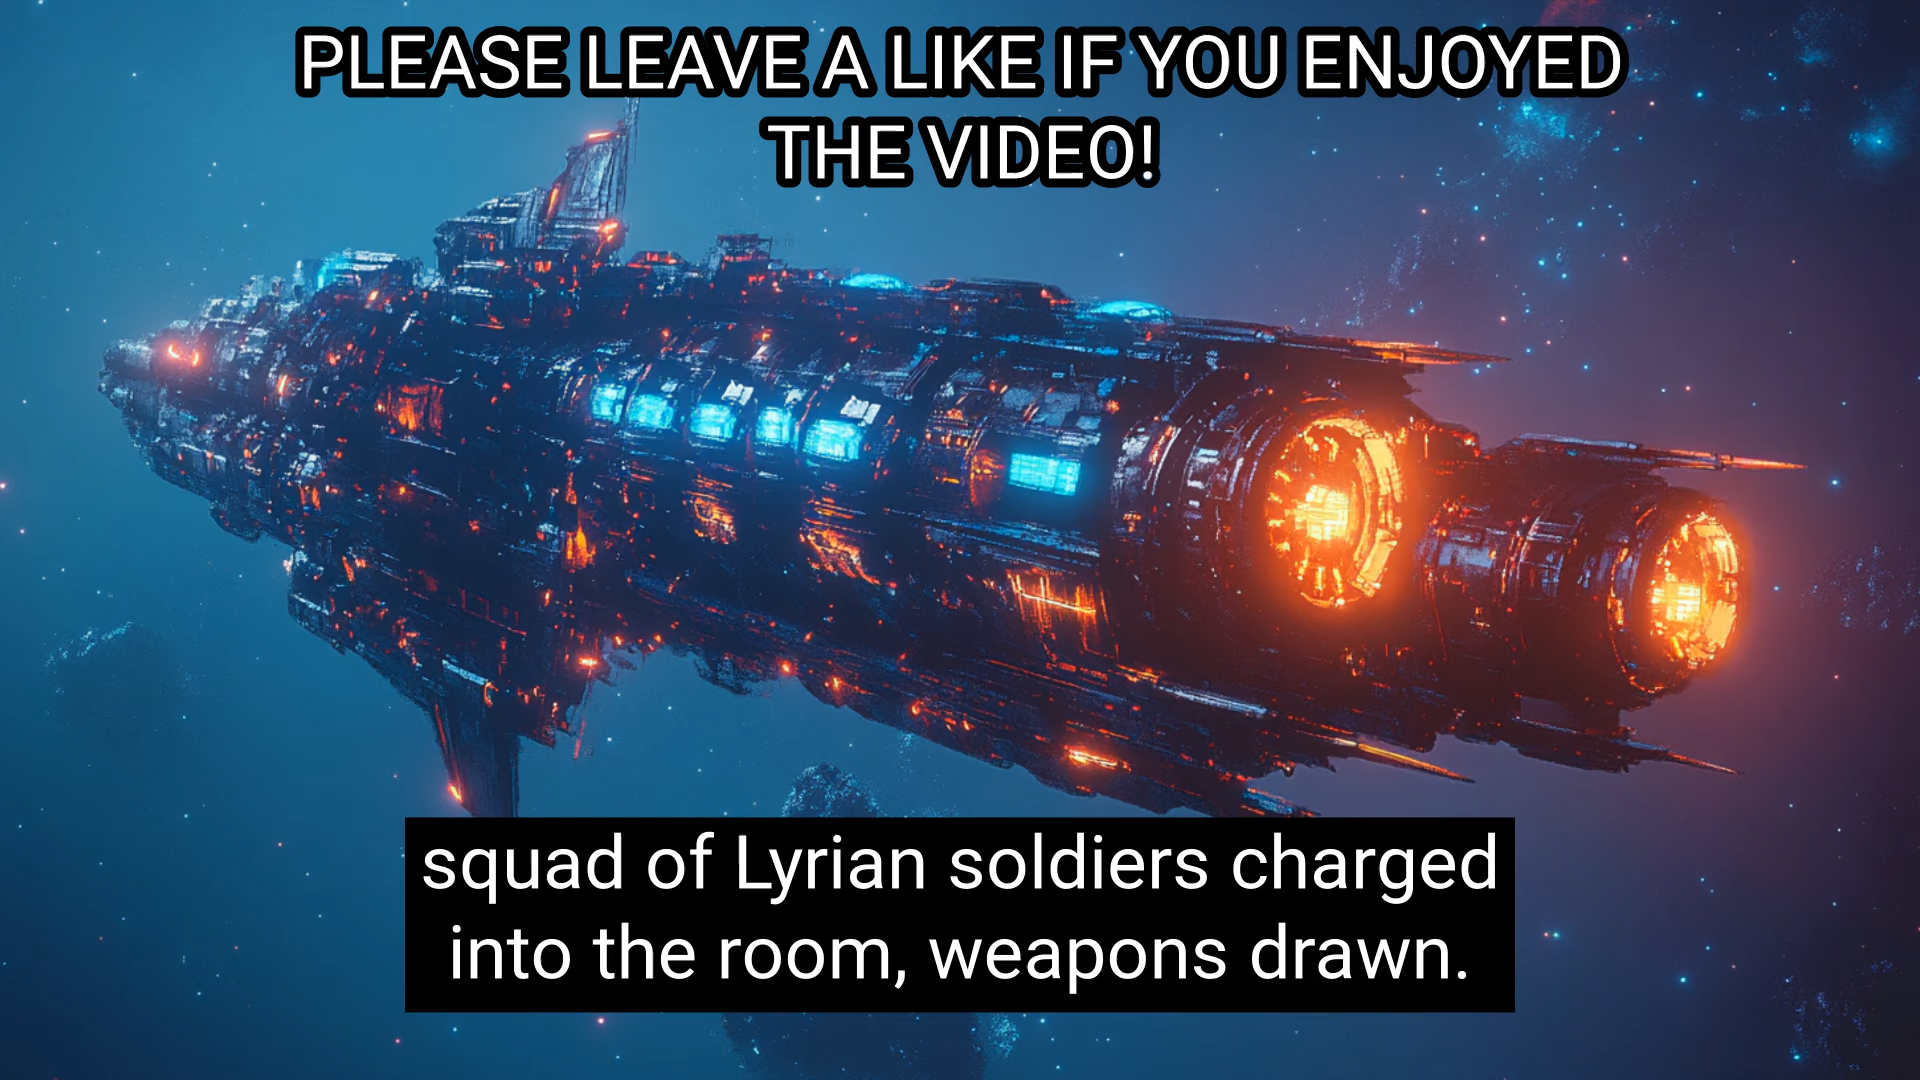 PLEASE LEAVE A LIKE IF YOU ENJOYED
THE VIDEO!
squad of Lyrian soldiers charged
into the room, weapons drawn.